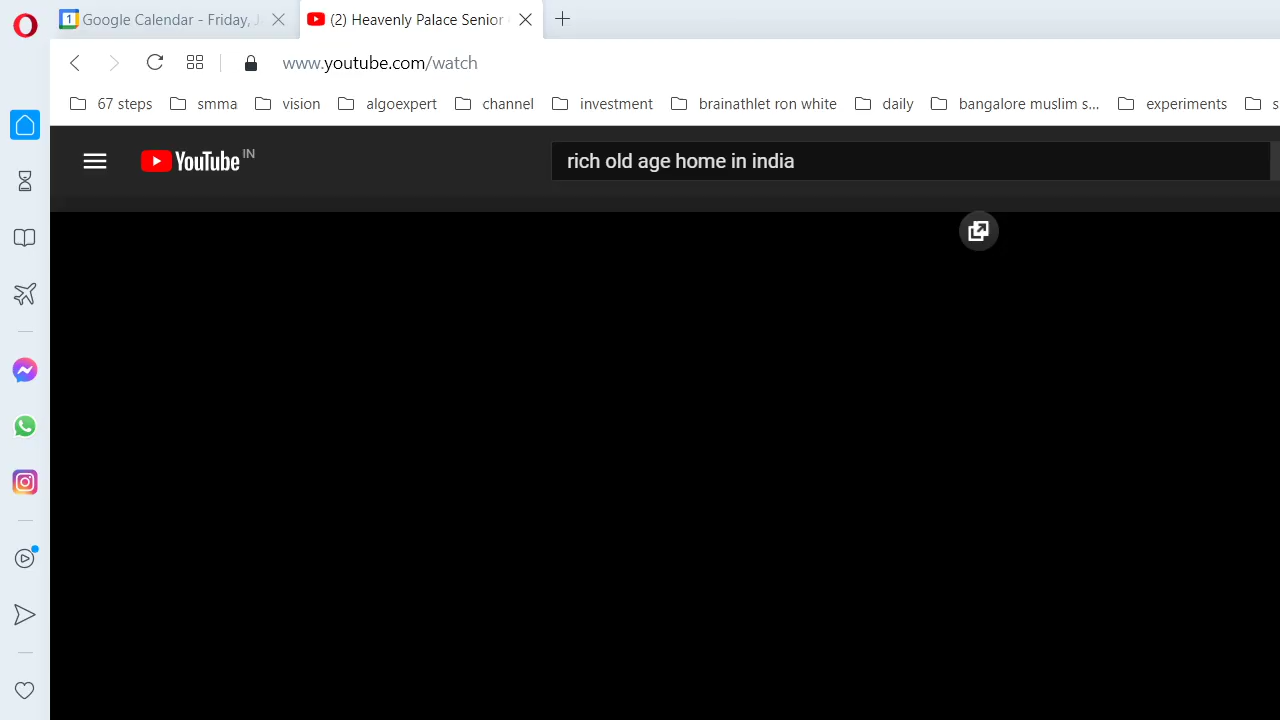 Google Calendar - Friday, J
(2) Heavenly Palace Senior
www.youtube.com/watch
67 steps smma vision algoexpert channel investment brainathlet ron white daily bangalore muslim s... experiments s
YouTube IN
rich old age home in india